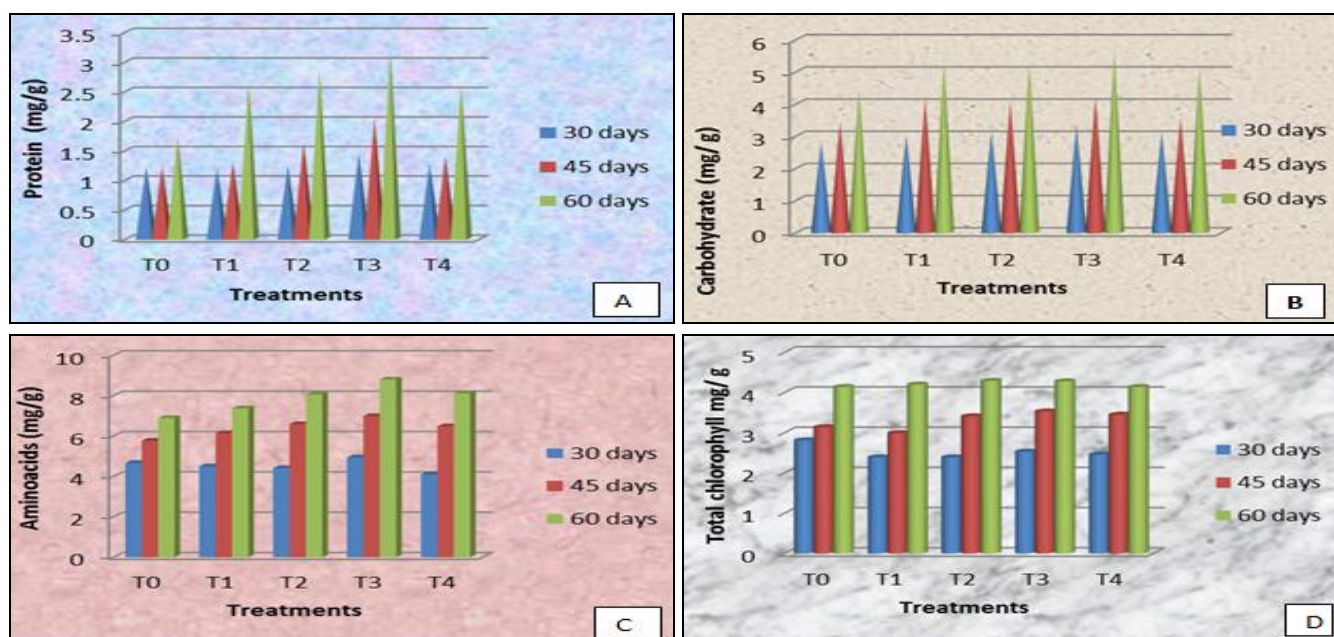 3.5
3
2.5
2
1.5
1
0.5
0
Protein (mg/g)
T0 T1 T2 T3 T4
Treatments
30 days
45 days
60 days
A
6
5
4
3
2
1
0
Carbohydrate (mg/ g)
T0 T1 T2 T3 T4
Treatments
30 days
45 days
60 days
B
10
8
6
4
2
0
Aminoacids (mg/g)
T0 T1 T2 T3 T4
Treatments
30 days
45 days
60 days
C
5
4
3
2
1
0
Total chlorophyll mg/ g
T0 T1 T2 T3 T4
Treatments
30 days
45 days
60 days
D